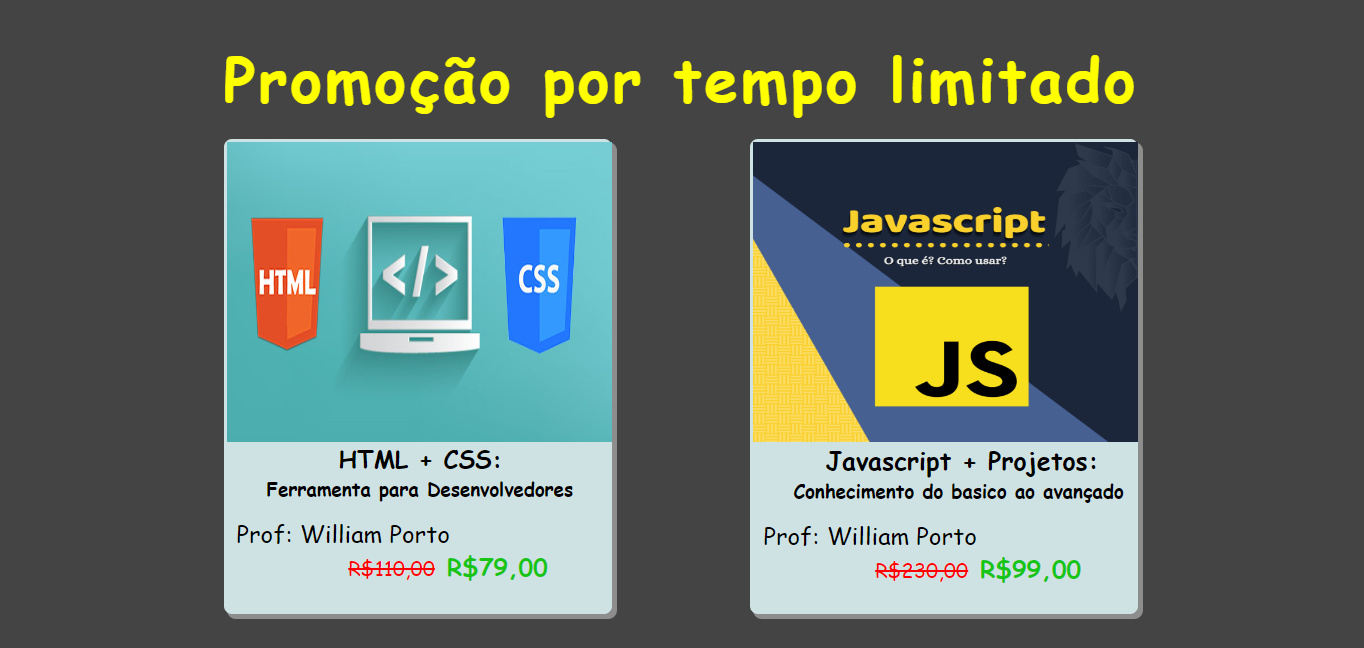 Promoção por tempo limitado
HTML
</>
CSS
HTML + CSS:
Ferramenta para Desenvolvedores
Prof: William Porto
R$110,00 R$79,00
Javascript
O que é? Como usar?
JS
Javascript + Projetos:
Conhecimento do basico ao avançado
Prof: William Porto
R$230,00 R$99,00